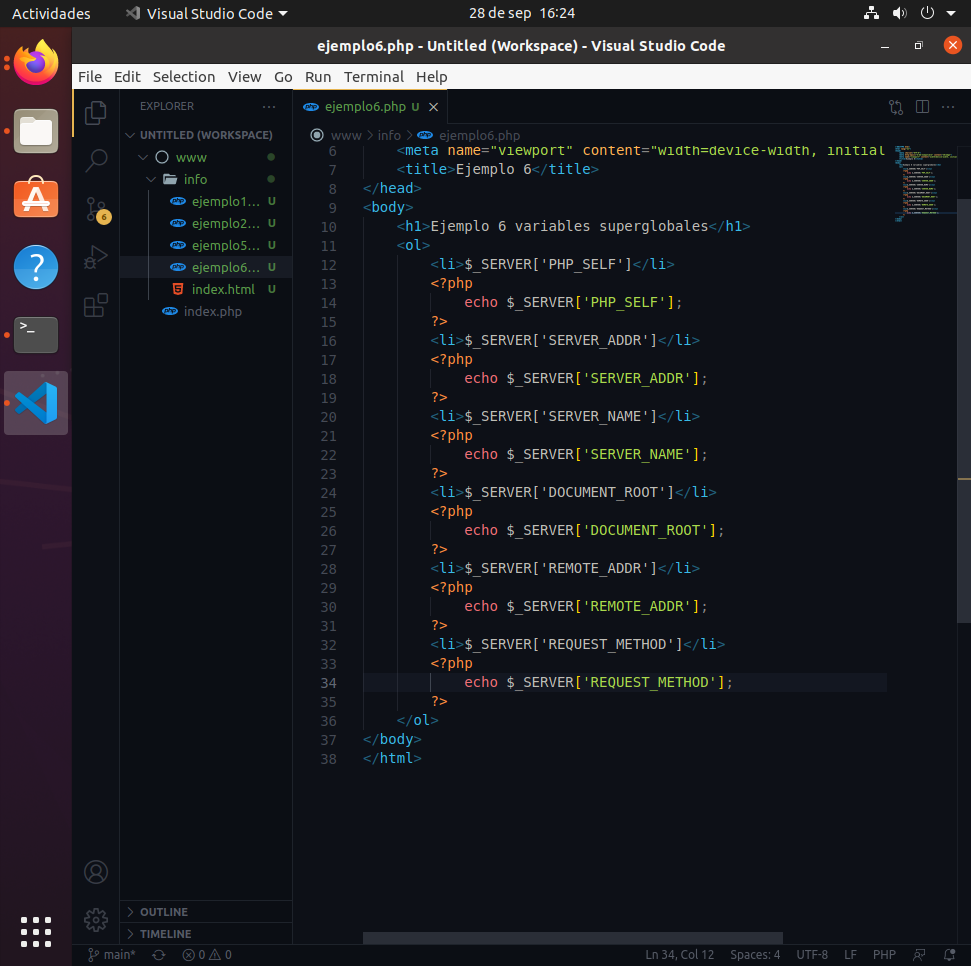 Actividades
Visual Studio Code
28 de sep 16:24
ejemplo6.php - Untitled (Workspace) - Visual Studio Code
File Edit Selection View Go Run Terminal Help
EXPLORER
UNTITLED (WORKSPACE)
www
info
php ejemplo1... U
php ejemplo2... U
php ejemplo5... U
php ejemplo6... U
index.html U
php index.php
6
OUTLINE
TIMELINE
php ejemplo6.php U
www > info > php ejemplo6.php
6 <meta name="viewport" content="width=device-width, initial
7 <title>Ejemplo 6</title>
8 </head>
9 <body>
10 <h1>Ejemplo 6 variables superglobales</h1>
11 <ol>
12 <li>$_SERVER['PHP_SELF']</li>
13 <?php
14 echo $_SERVER['PHP_SELF'];
15 ?>
16 <li>$_SERVER['SERVER_ADDR']</li>
17 <?php
18 echo $_SERVER['SERVER_ADDR'];
19 ?>
20 <li>$_SERVER['SERVER_NAME']</li>
21 <?php
22 echo $_SERVER['SERVER_NAME'];
23 ?>
24 <li>$_SERVER['DOCUMENT_ROOT']</li>
25 <?php
26 echo $_SERVER['DOCUMENT_ROOT'];
27 ?>
28 <li>$_SERVER['REMOTE_ADDR']</li>
29 <?php
30 echo $_SERVER['REMOTE_ADDR'];
31 ?>
32 <li>$_SERVER['REQUEST_METHOD']</li>
33 <?php
34 echo $_SERVER['REQUEST_METHOD'];
35 ?>
36 </ol>
37 </body>
38 </html>
main* 0 0 Ln 34, Col 12 Spaces: 4 UTF-8 LF PHP